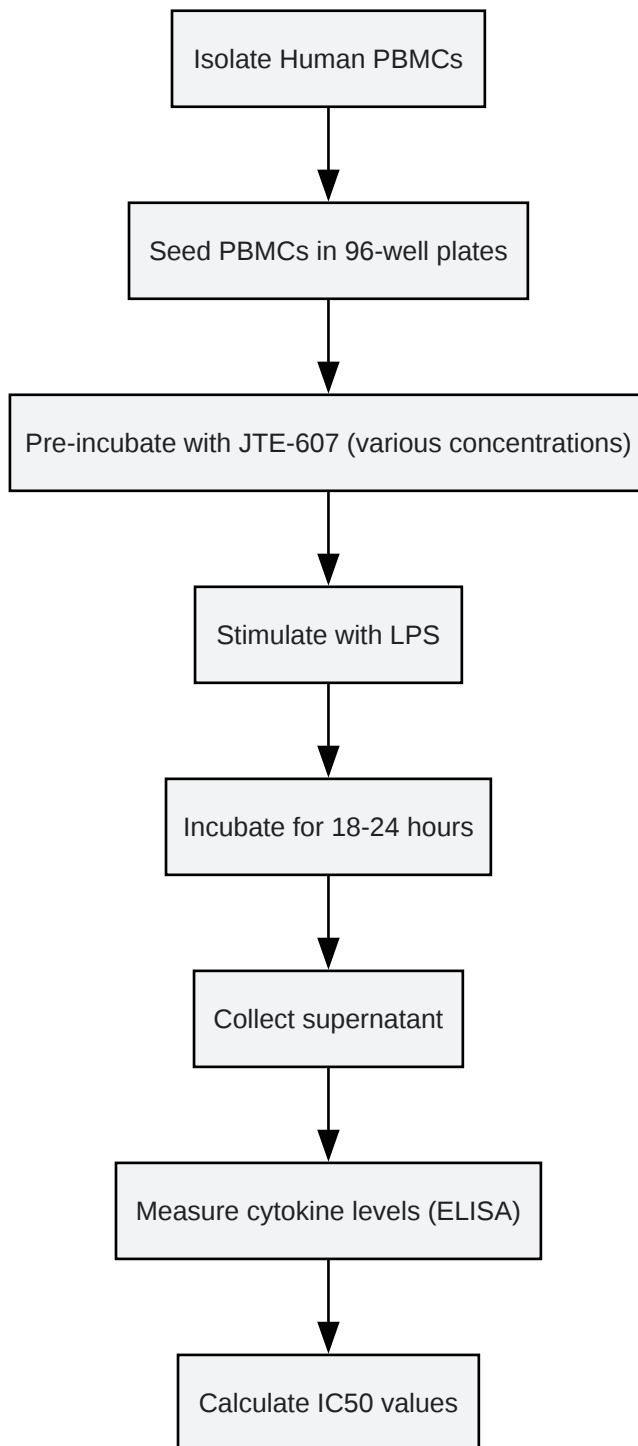 Isolate Human PBMCs
Seed PBMCs in 96-well plates
Pre-incubate with JTE-607 (various concentrations)
Stimulate with LPS
Incubate for 18-24 hours
Collect supernatant
Measure cytokine levels (ELISA)
Calculate IC50 values